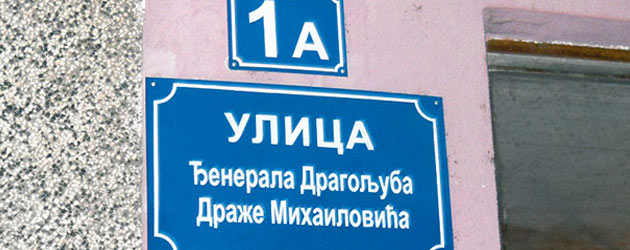 1А
УЛИЦА
Ђенерала Драгољуба
Драже Михаиловића